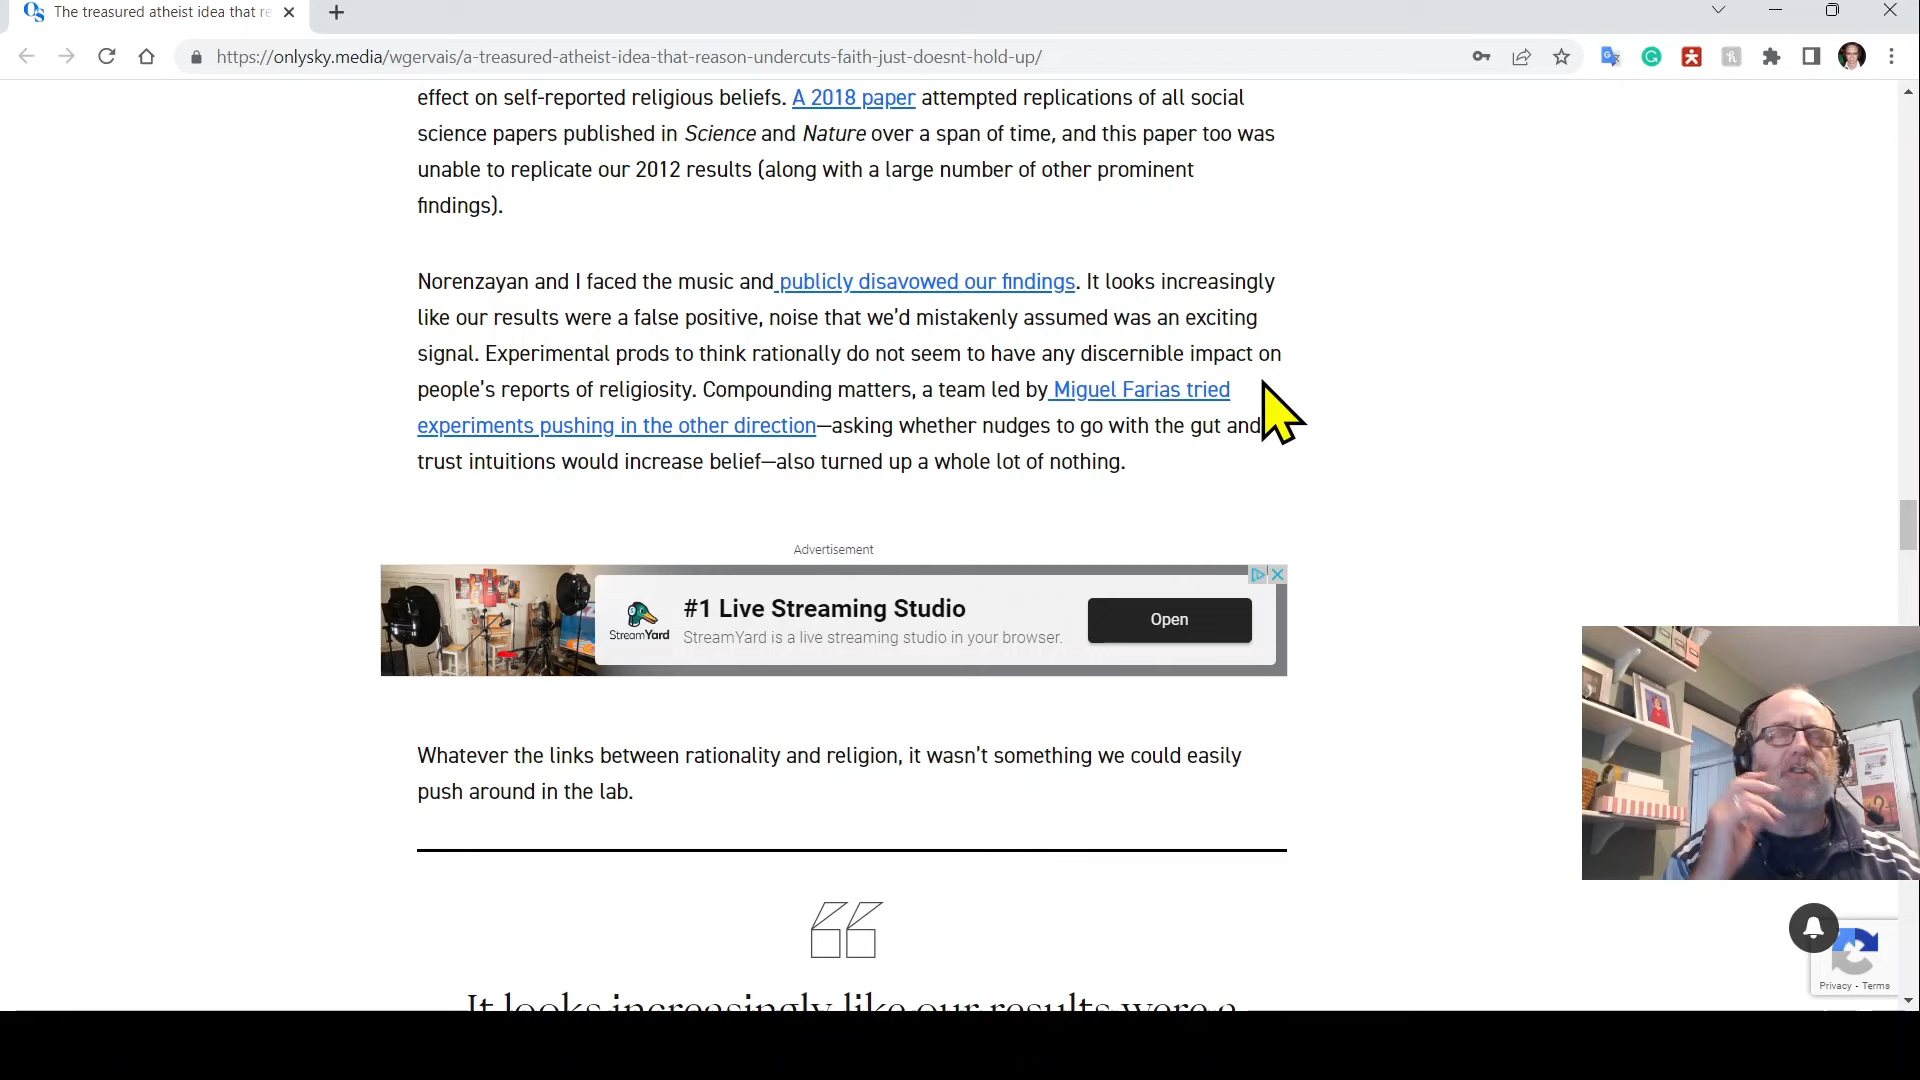 The treasured atheist idea that re
https://onlysky.media/wgervais/a-treasured-atheist-idea-that-reason-undercuts-faith-just-doesnt-hold-up/
effect on self-reported religious beliefs. A 2018 paper attempted replications of all social
science papers published in Science and Nature over a span of time, and this paper too was
unable to replicate our 2012 results (along with a large number of other prominent
findings).
Norenzayan and I faced the music and publicly disavowed our findings. It looks increasingly
like our results were a false positive, noise that we’d mistakenly assumed was an exciting
signal. Experimental prods to think rationally do not seem to have any discernible impact on
people’s reports of religiosity. Compounding matters, a team led by Miguel Farias tried
experiments pushing in the other direction—asking whether nudges to go with the gut and
trust intuitions would increase belief—also turned up a whole lot of nothing.
Advertisement
#1 Live Streaming Studio
StreamYard
StreamYard is a live streaming studio in your browser.
Open
Whatever the links between rationality and religion, it wasn’t something we could easily
push around in the lab.
It looks increasingly like our results were a
Privacy - Terms